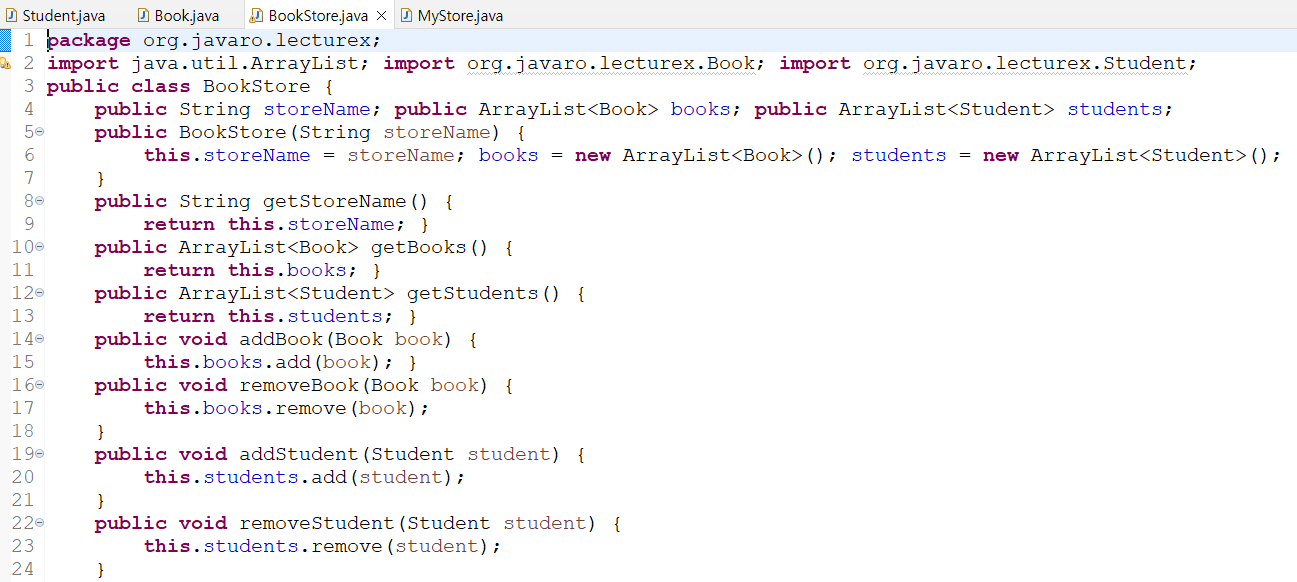 Student.java Book.java BookStore.java MyStore.java
1 package org.javaro.lecturex;
2 import java.util.ArrayList; import org.javaro.lecturex.Book; import org.javaro.lecturex.Student;
3 public class BookStore {
4 public String storeName; public ArrayList<Book> books; public ArrayList<Student> students;
5 public BookStore(String storeName) {
6 this.storeName = storeName; books = new ArrayList<Book>(); students = new ArrayList<Student>();
7 }
8 public String getStoreName() {
9 return this.storeName; }
10 public ArrayList<Book> getBooks() {
11 return this.books; }
12 public ArrayList<Student> getStudents() {
13 return this.students; }
14 public void addBook(Book book) {
15 this.books.add(book); }
16 public void removeBook(Book book) {
17 this.books.remove(book);
18 }
19 public void addStudent(Student student) {
20 this.students.add(student);
21 }
22 public void removeStudent(Student student) {
23 this.students.remove(student);
24 }